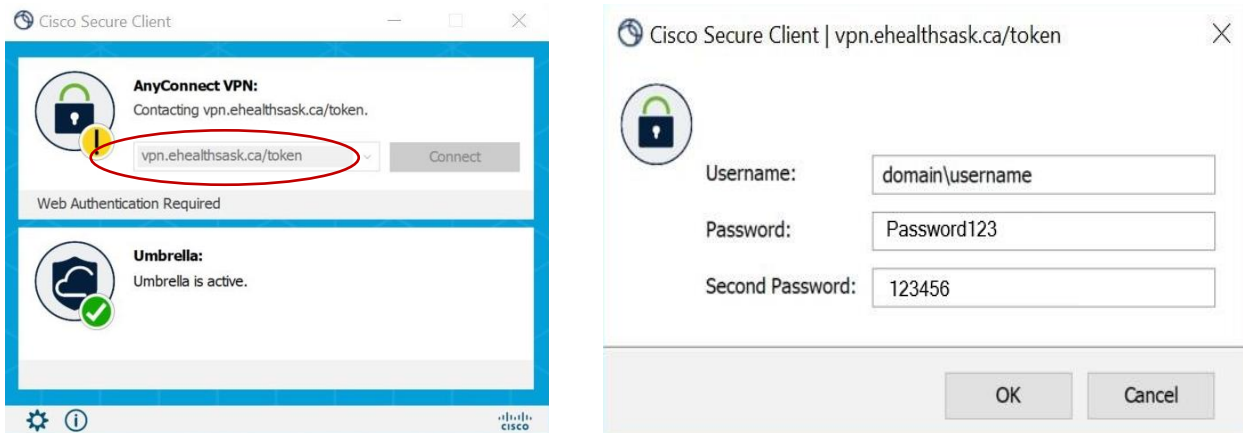 Cisco Secure Client
AnyConnect VPN:
Contacting vpn.ehealthsask.ca/token.
vpn.ehealthsask.ca/token
Connect
Web Authentication Required
Umbrella:
Umbrella is active.
CISCO
Cisco Secure Client | vpn.ehealthsask.ca/token
Username: domain\username
Password: Password123
Second Password: 123456
OK Cancel